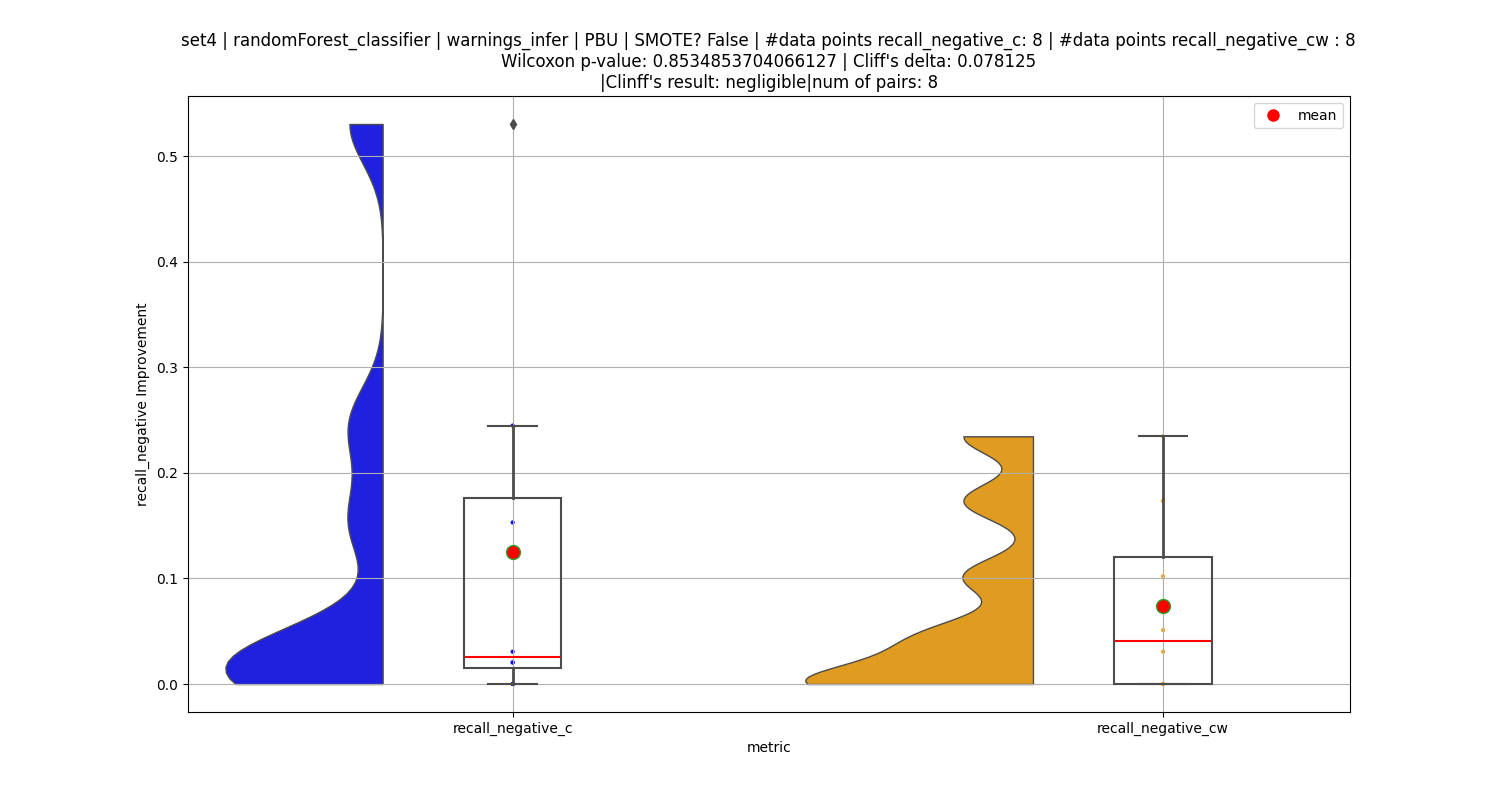 set4 | randomForest_classifier | warnings_infer | PBU | SMOTE? False | #data points recall_negative_c: 8 | #data points recall_negative_cw : 8
Wilcoxon p-value: 0.8534853704066127 | Cliff's delta: 0.078125
|Clinff's result: negligible|num of pairs: 8
mean
0.5
0.4
0.3
0.2
0.1
0.0
recall_negative Improvement
recall_negative_c
recall_negative_cw
metric